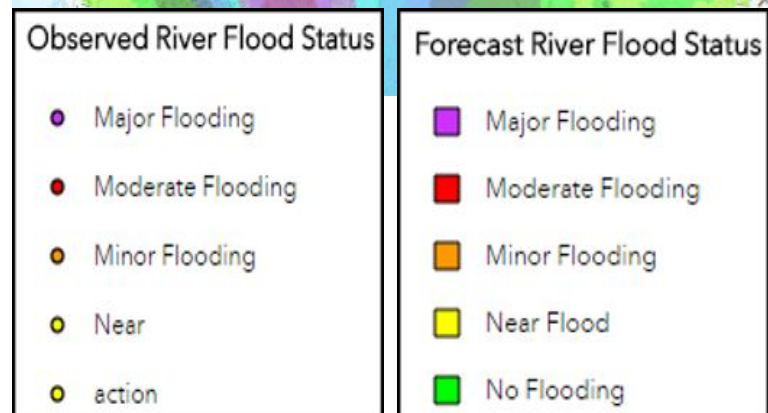 Observed River Flood Status
Major Flooding
Moderate Flooding
Minor Flooding
Near
action
Forecast River Flood Status
Major Flooding
Moderate Flooding
Minor Flooding
Near Flood
No Flooding